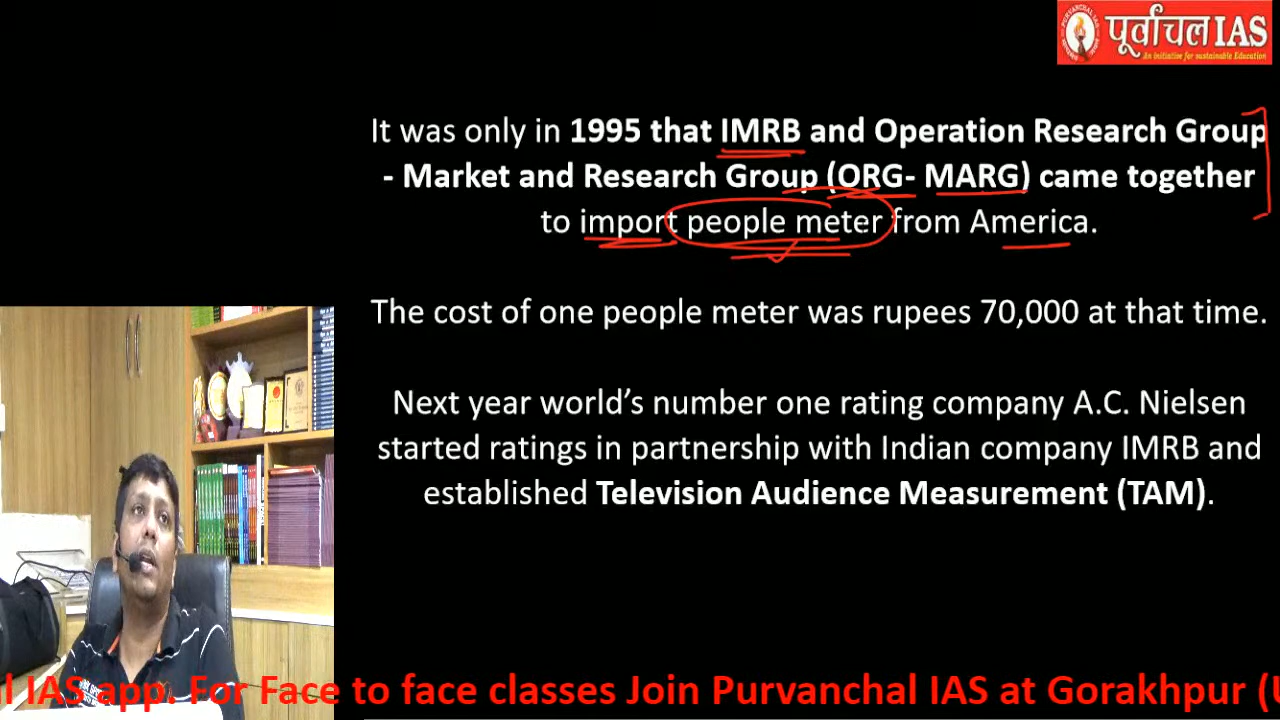 पूर्वांचल IAS
An initiative for sustainable Education
It was only in 1995 that IMRB and Operation Research Group
- Market and Research Group (ORG- MARG) came together
to import people meter from America.
The cost of one people meter was rupees 70,000 at that time.
Next year world’s number one rating company A.C. Nielsen
started ratings in partnership with Indian company IMRB and
established Television Audience Measurement (TAM).
IAS app. For Face to face classes Join Purvanchal IAS at Gorakhpur (